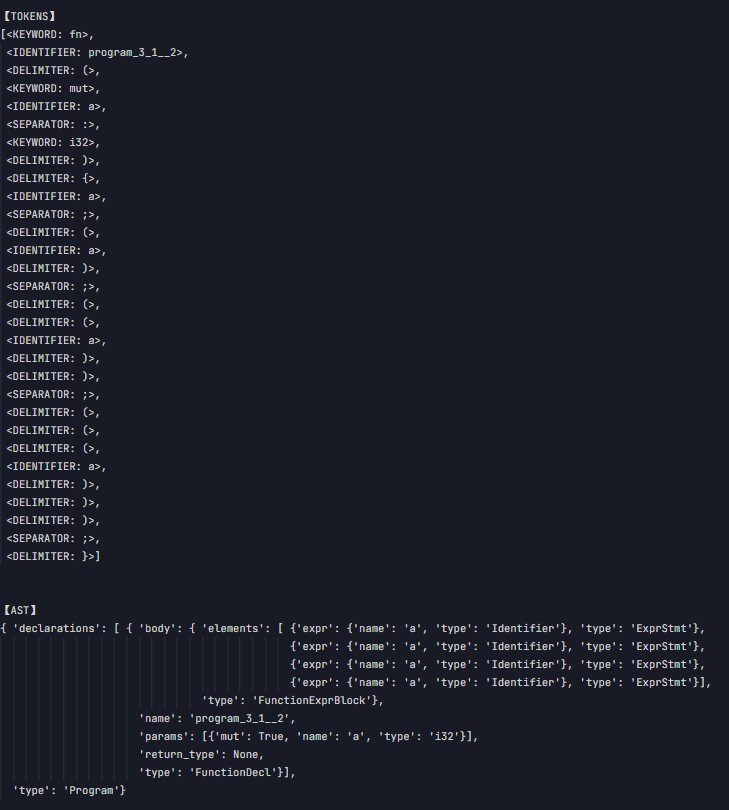 【TOKENS】
[<KEYWORD: fn>,
<IDENTIFIER: program_3_1__2>,
<DELIMITER: (>,
<KEYWORD: mut>,
<IDENTIFIER: a>,
<SEPARATOR: :>,
<KEYWORD: i32>,
<DELIMITER: )>,
<DELIMITER: {>,
<IDENTIFIER: a>,
<SEPARATOR: ;>,
<DELIMITER: (>,
<IDENTIFIER: a>,
<DELIMITER: )>,
<SEPARATOR: ;>,
<DELIMITER: (>,
<DELIMITER: (>,
<IDENTIFIER: a>,
<DELIMITER: )>,
<DELIMITER: )>,
<SEPARATOR: ;>,
<DELIMITER: (>,
<DELIMITER: (>,
<DELIMITER: (>,
<IDENTIFIER: a>,
<DELIMITER: )>,
<DELIMITER: )>,
<DELIMITER: )>,
<SEPARATOR: ;>,
<DELIMITER: }>]
【AST】
{ 'declarations': [ { 'body': { 'elements': [ {'expr': {'name': 'a', 'type': 'Identifier'}, 'type': 'ExprStmt'},
{'expr': {'name': 'a', 'type': 'Identifier'}, 'type': 'ExprStmt'},
{'expr': {'name': 'a', 'type': 'Identifier'}, 'type': 'ExprStmt'},
{'expr': {'name': 'a', 'type': 'Identifier'}, 'type': 'ExprStmt'}],
'type': 'FunctionExprBlock'},
'name': 'program_3_1__2',
'params': [{'mut': True, 'name': 'a', 'type': 'i32'}],
'return_type': None,
'type': 'FunctionDecl'}],
'type': 'Program'}